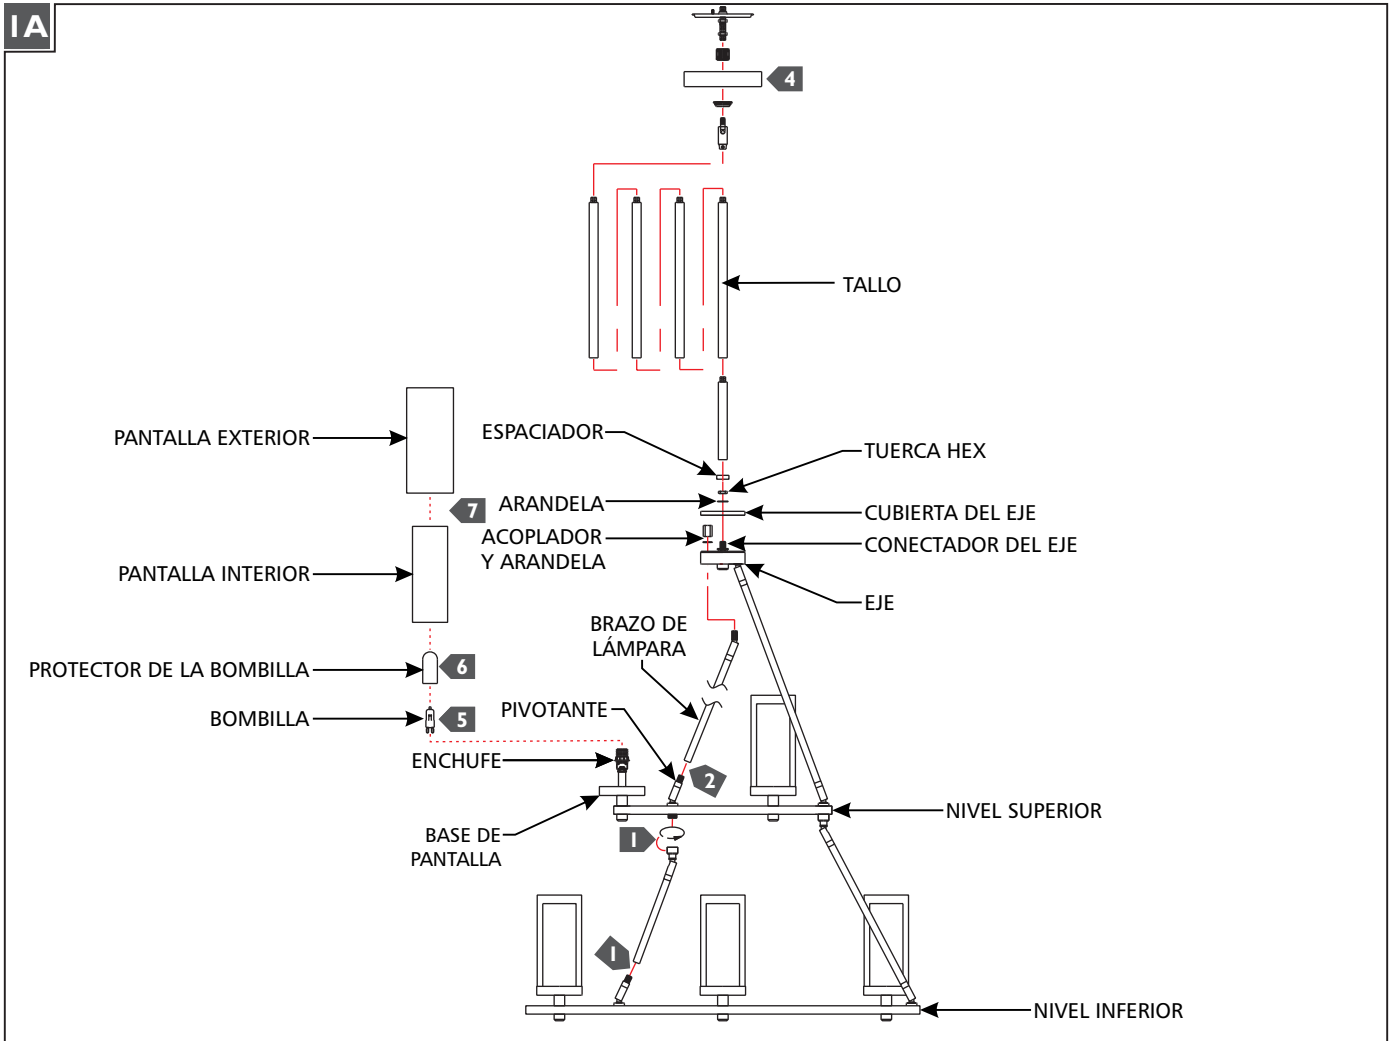 1A
4
TALLO
PANTALLA EXTERIOR
ESPACIADOR
TUERCA HEX
ARANDELA
7
CUBIERTA DEL EJE
ACOPLADOR
Y ARANDELA
CONECTADOR DEL EJE
PANTALLA INTERIOR
EJE
BRAZO DE
LÁMPARA
PROTECTOR DE LA BOMBILLA
6
BOMBILLA
5
PIVOTANTE
ENCHUFE
2
NIVEL SUPERIOR
BASE DE
PANTALLA
1
1
NIVEL INFERIOR